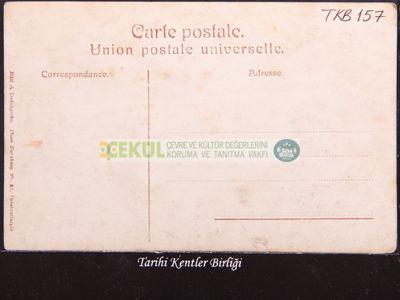 TKB 157
Carte postale.
Union postale universelle.
Correspondance.
Adresse.
ÇEKÜL
ÇEVRE VE KÜLTÜR DEĞERLERİNİ
KORUMA VE TANITMA VAKFI
Tarihi Kentler Birliği